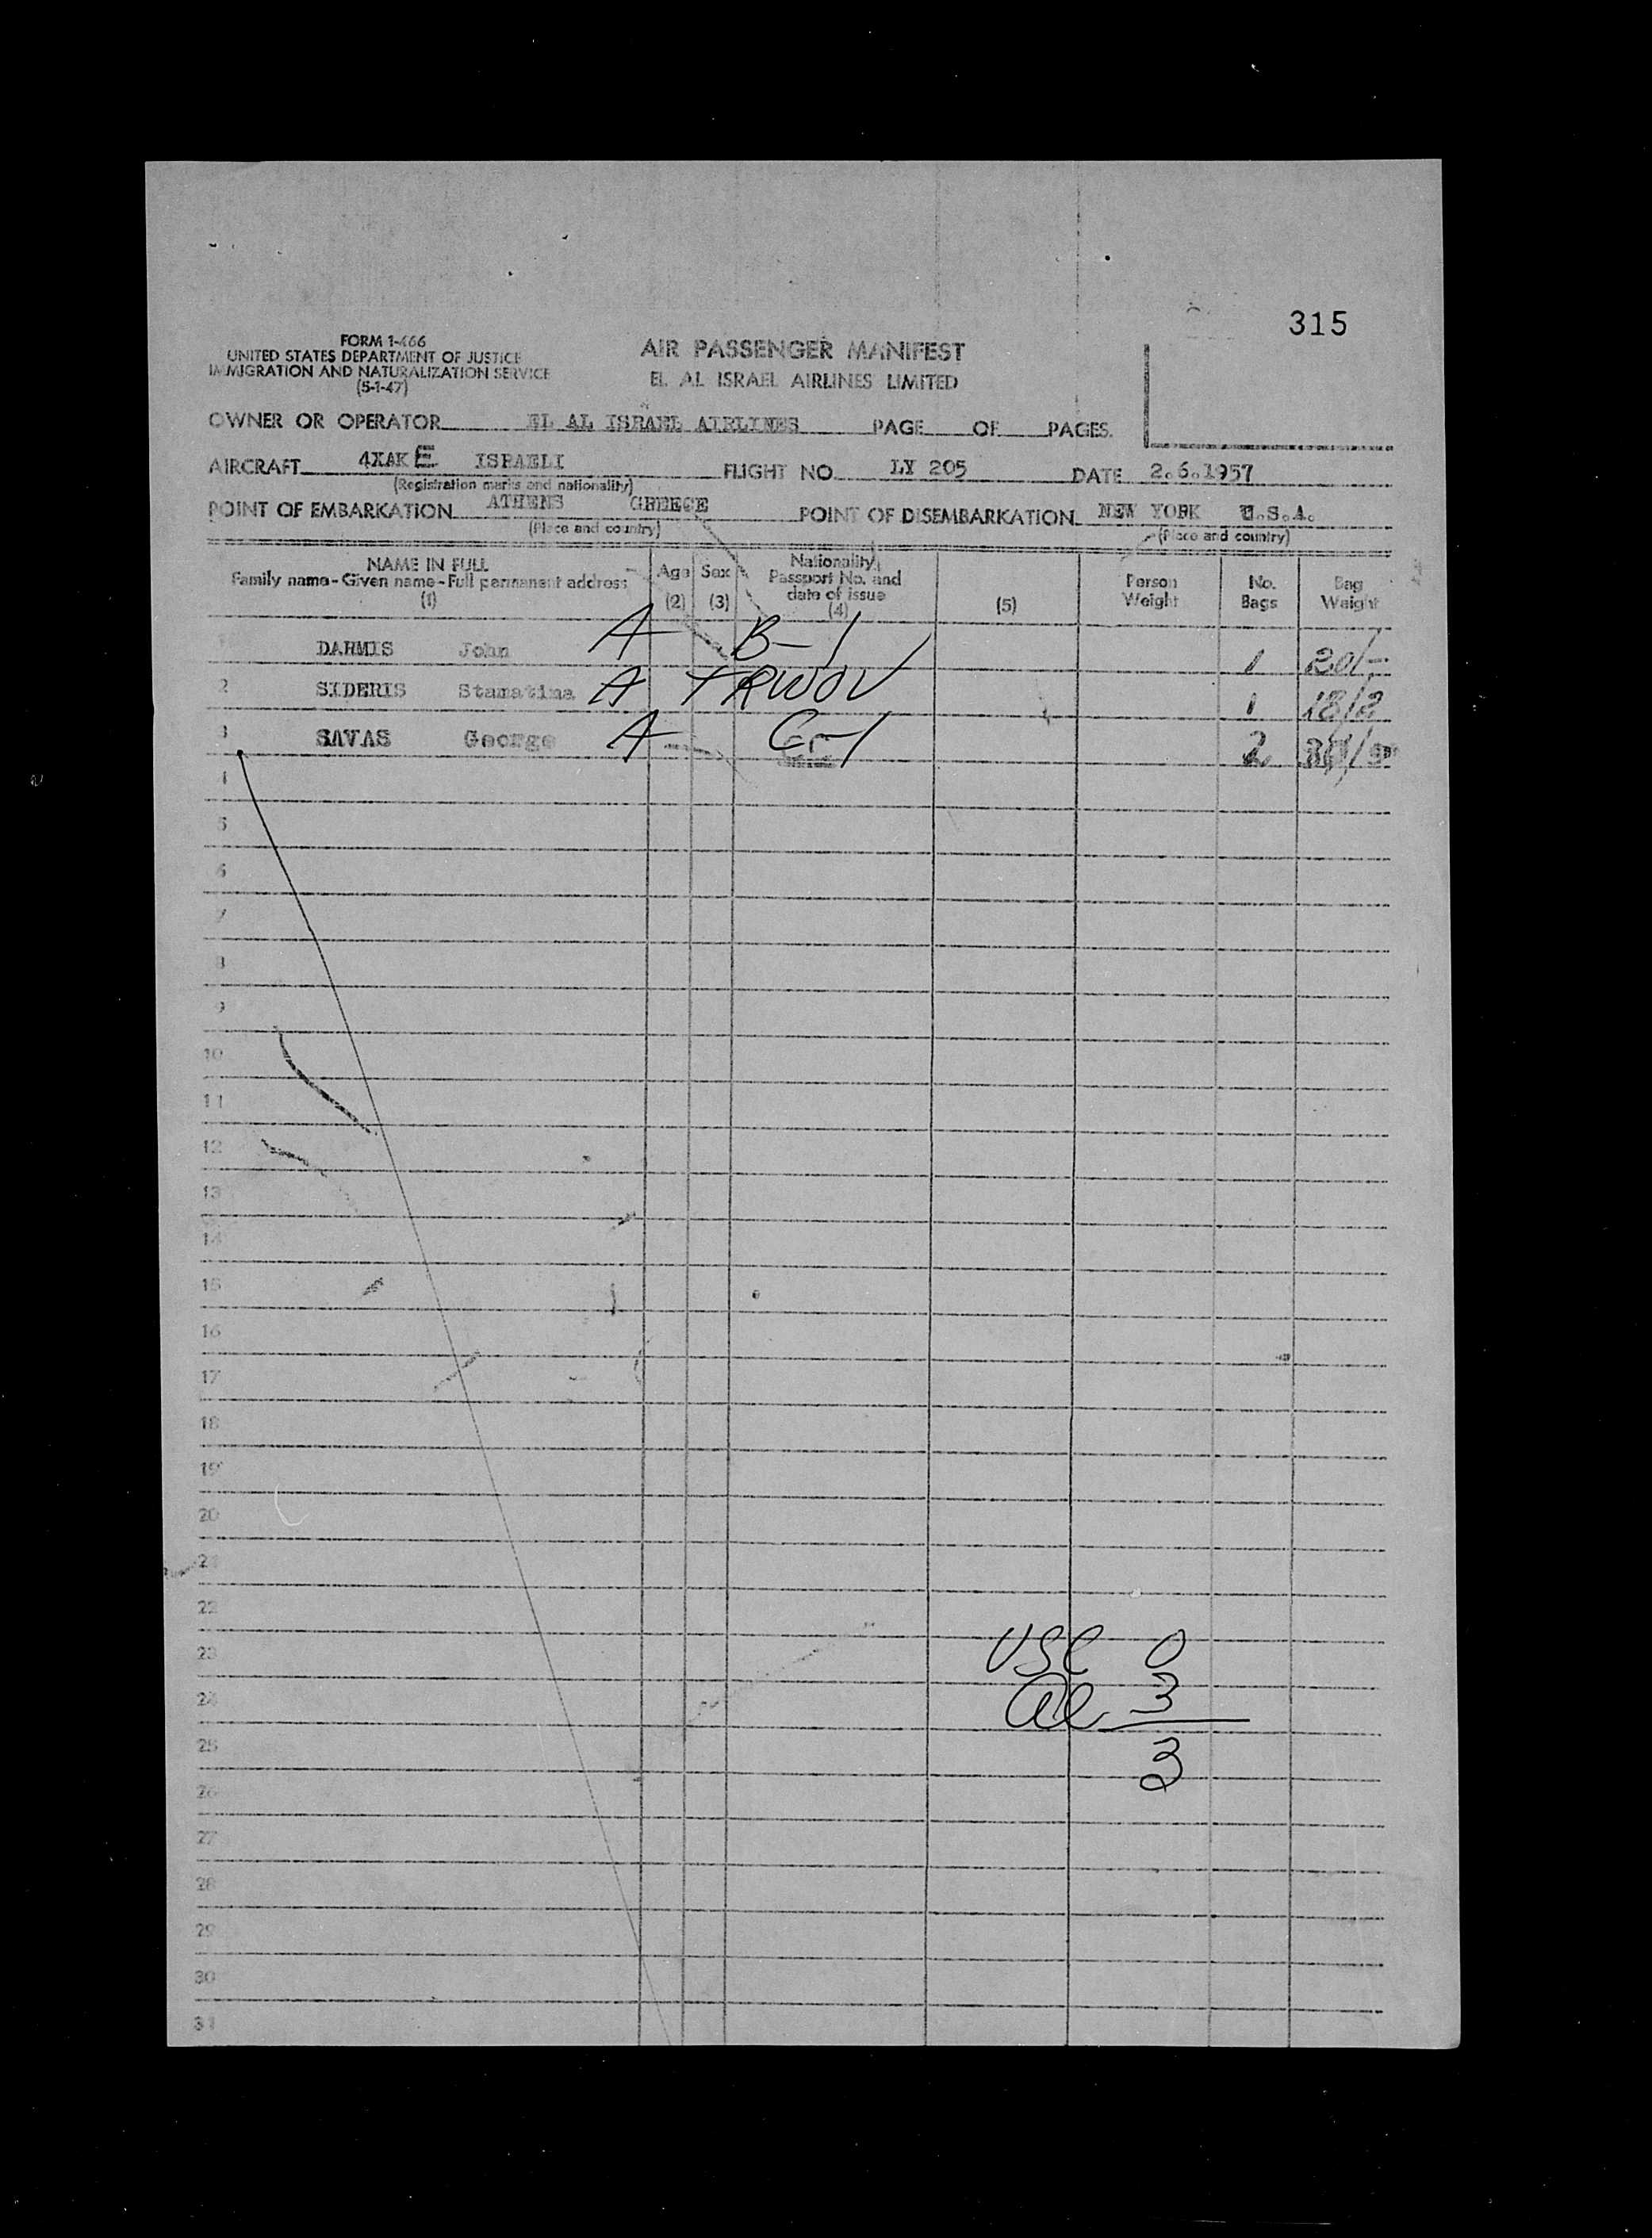 315
FORM I-466
UNITED STATES DEPARTMENT OF JUSTICE
IMMIGRATION AND NATURALIZATION SERVICE
(5-1-47)
AIR PASSENGER MANIFEST
EL AL ISRAEL AIRLINES LIMITED
OWNER OR OPERATOR EL AL ISRAEL AIRLINES PAGE OF PAGES.
AIRCRAFT 4XAKE ISRAELI FLIGHT NO. LY 205 DATE 2.6.1957
(Registration marks and nationality)
POINT OF EMBARKATION ATHENS GREECE POINT OF DISEMBARKATION NEW YORK U.S.A.
(Place and country) (Place and country)
NAME IN FULL
Family name-Given name-Full permanent address
(1)
Age
(2)
Sex
(3)
Nationality,
Passport No. and
date of issue
(4)
(5)
Person
Weight
No.
Bags
Bag
Weight
DARMIS John A B-1 1 20/-
2 SIDERIS Stamatina A TRWOV 1 18/2
3 SAVAS George A C-1 2
4
5
6
7
8
9
10
11
12
13
14
15
16
17
18
19
20
21
22
23 USC 0
24 al 3
25 3
26
27
28
29
30
31